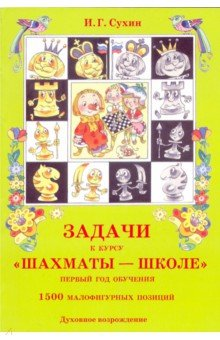 И. Г. Сухин
ЗАДАЧИ
К КУРСУ
«ШАХМАТЫ — ШКОЛЕ»
ПЕРВЫЙ ГОД ОБУЧЕНИЯ
1500 МАЛОФИГУРНЫХ ПОЗИЦИЙ
Духовное возрождение